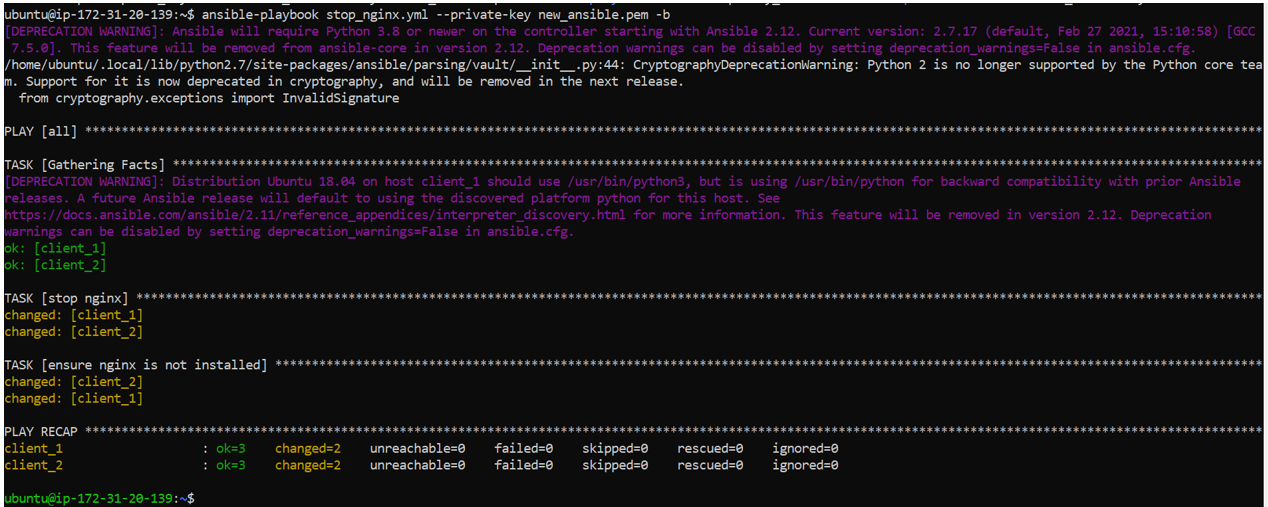 ubuntu@ip-172-31-20-139:~$ ansible-playbook stop_nginx.yml --private-key new_ansible.pem -b
[DEPRECATION WARNING]: Ansible will require Python 3.8 or newer on the controller starting with Ansible 2.12. Current version: 2.7.17 (default, Feb 27 2021, 15:10:58) [GCC
 7.5.0]. This feature will be removed from ansible-core in version 2.12. Deprecation warnings can be disabled by setting deprecation_warnings=False in ansible.cfg.
/home/ubuntu/.local/lib/python2.7/site-packages/ansible/parsing/vault/__init__.py:44: CryptographyDeprecationWarning: Python 2 is no longer supported by the Python core tea
m. Support for it is now deprecated in cryptography, and will be removed in the next release.
  from cryptography.exceptions import InvalidSignature
PLAY [all] *****************************************************************************************************************************************************************
TASK [Gathering Facts] *****************************************************************************************************************************************************
[DEPRECATION WARNING]: Distribution Ubuntu 18.04 on host client_1 should use /usr/bin/python3, but is using /usr/bin/python for backward compatibility with prior Ansible
releases. A future Ansible release will default to using the discovered platform python for this host. See
https://docs.ansible.com/ansible/2.11/reference_appendices/interpreter_discovery.html for more information. This feature will be removed in version 2.12. Deprecation
warnings can be disabled by setting deprecation_warnings=False in ansible.cfg.
ok: [client_1]
ok: [client_2]
TASK [stop nginx] **********************************************************************************************************************************************************
changed: [client_1]
changed: [client_2]
TASK [ensure nginx is not installed] ***************************************************************************************************************************************
changed: [client_2]
changed: [client_1]
PLAY RECAP *****************************************************************************************************************************************************************
client_1                   : ok=3    changed=2    unreachable=0    failed=0    skipped=0    rescued=0    ignored=0
client_2                   : ok=3    changed=2    unreachable=0    failed=0    skipped=0    rescued=0    ignored=0
ubuntu@ip-172-31-20-139:~$